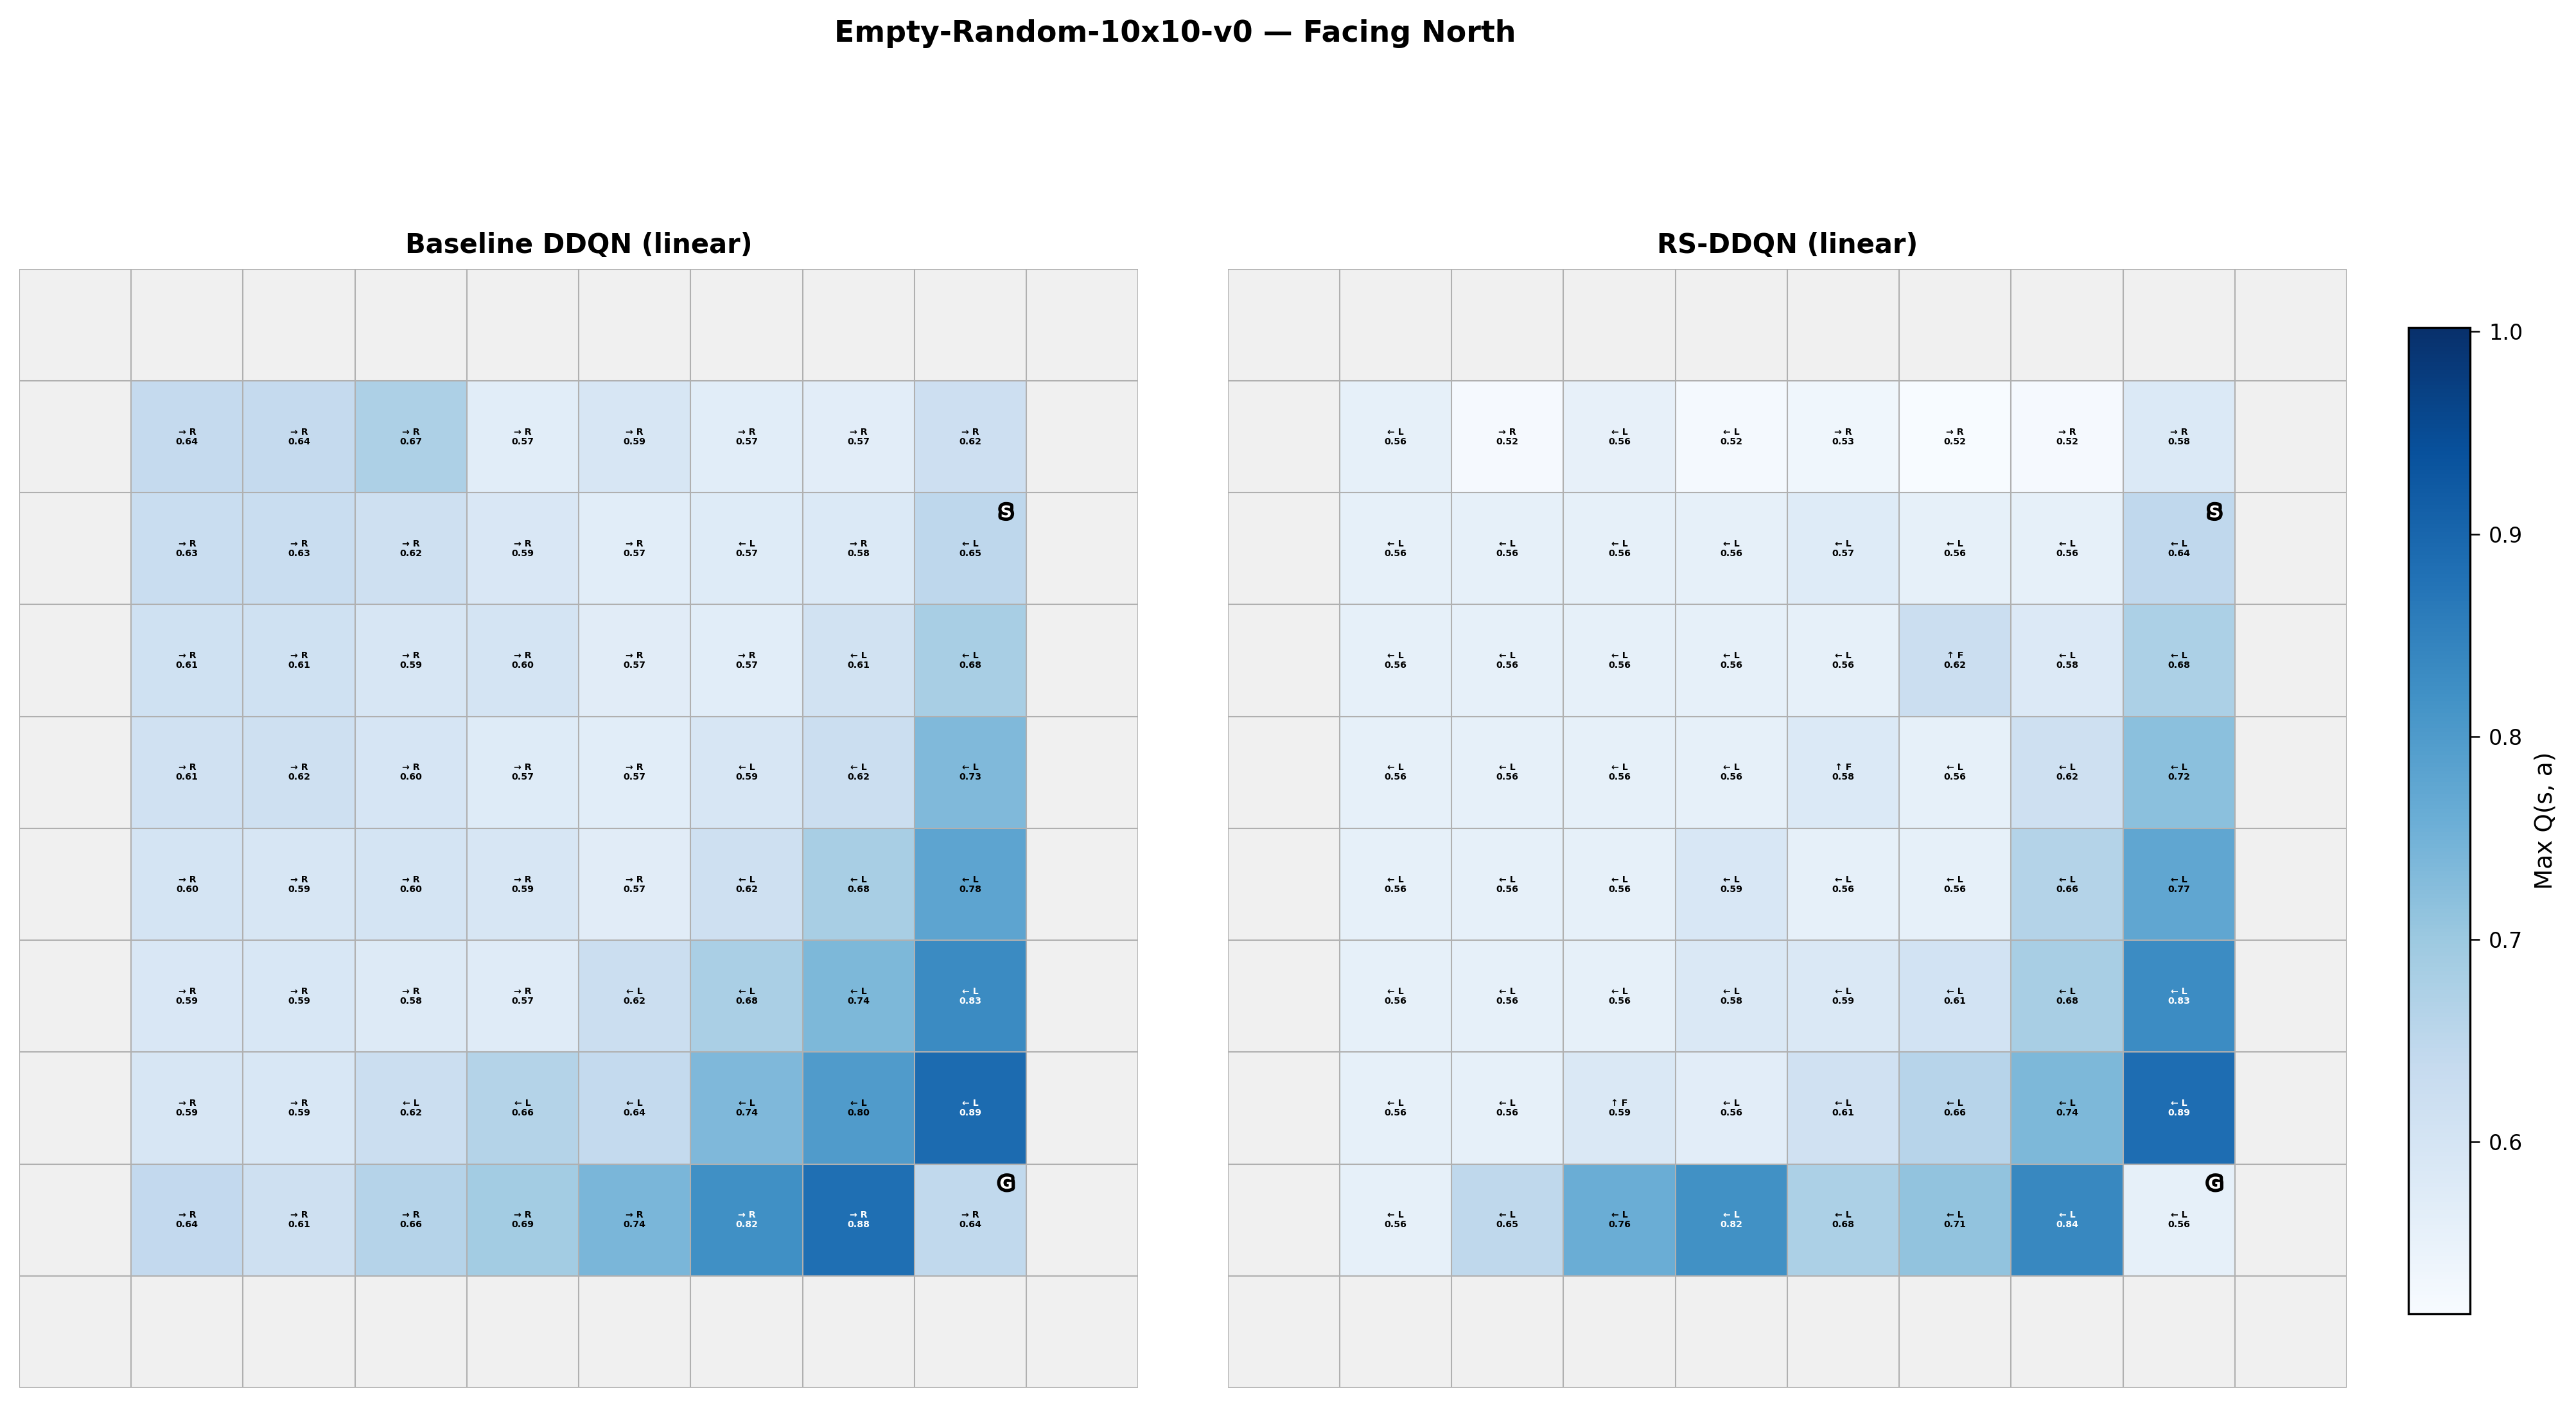 Empty-Random-10x10-v0 — Facing North
Baseline DDQN (linear)
→ R → R → R → R → R → R → R → R
0.64 0.64 0.67 0.57 0.59 0.57 0.57 0.62
S
→ R → R → R → R → R ← L → R ← L
0.63 0.63 0.62 0.59 0.57 0.57 0.58 0.65
→ R → R → R → R → R → R ← L ← L
0.61 0.61 0.59 0.60 0.57 0.57 0.61 0.68
→ R → R → R → R → R ← L ← L ← L
0.61 0.62 0.60 0.57 0.57 0.59 0.62 0.73
→ R → R → R → R → R ← L ← L ← L
0.60 0.59 0.60 0.59 0.57 0.62 0.68 0.78
→ R → R → R → R ← L ← L ← L ← L
0.59 0.59 0.58 0.57 0.62 0.68 0.74 0.83
→ R → R ← L ← L ← L ← L ← L ← L
0.59 0.59 0.62 0.66 0.64 0.74 0.80 0.89
G
→ R → R → R → R → R → R → R → R
0.64 0.61 0.66 0.69 0.74 0.82 0.88 0.64
RS-DDQN (linear)
← L → R ← L ← L → R → R → R → R
0.56 0.52 0.56 0.52 0.53 0.52 0.52 0.58
S
← L ← L ← L ← L ← L ← L ← L ← L
0.56 0.56 0.56 0.56 0.57 0.56 0.56 0.64
← L ← L ← L ← L ← L ↑ F ← L ← L
0.56 0.56 0.56 0.56 0.56 0.62 0.58 0.68
← L ← L ← L ← L ↑ F ← L ← L ← L
0.56 0.56 0.56 0.56 0.58 0.56 0.62 0.72
← L ← L ← L ← L ← L ← L ← L ← L
0.56 0.56 0.56 0.59 0.56 0.56 0.66 0.77
← L ← L ← L ← L ← L ← L ← L ← L
0.56 0.56 0.56 0.58 0.59 0.61 0.68 0.83
← L ← L ↑ F ← L ← L ← L ← L ← L
0.56 0.56 0.59 0.56 0.61 0.66 0.74 0.89
G
← L ← L ← L ← L ← L ← L ← L ← L
0.56 0.65 0.76 0.82 0.68 0.71 0.84 0.56
1.0
0.9
0.8
0.7
0.6
Max Q(s, a)